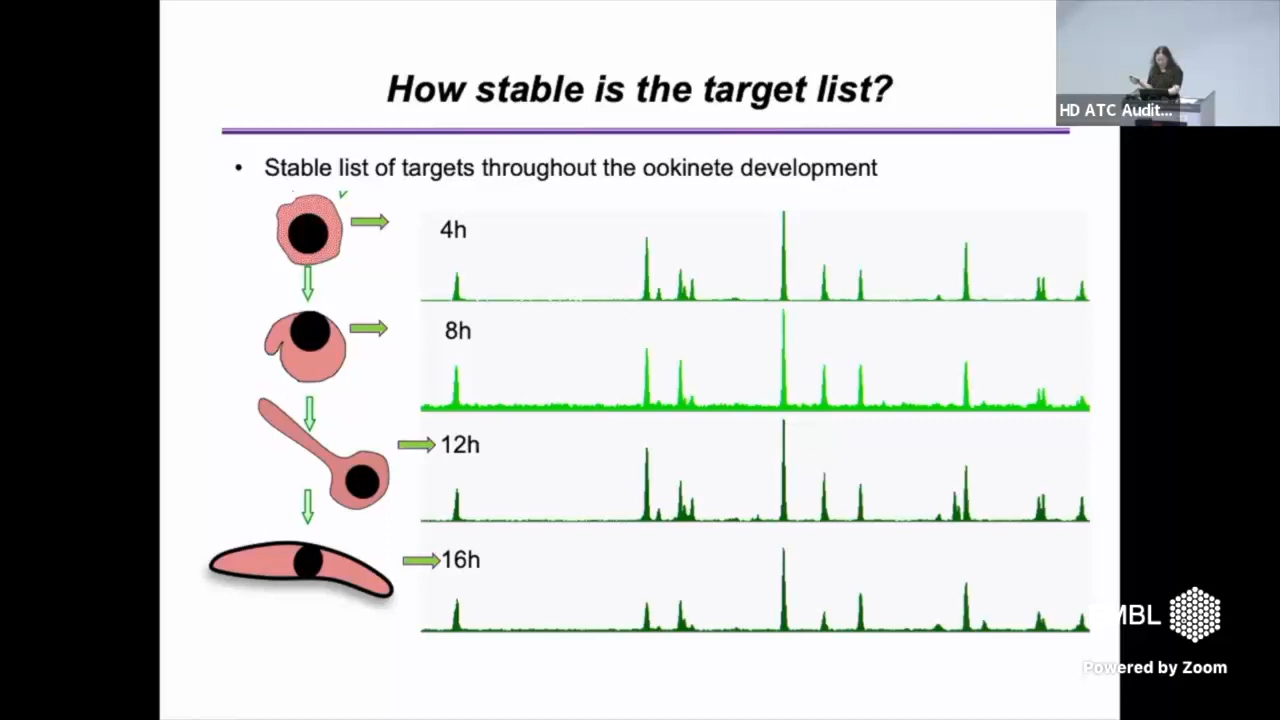 How stable is the target list?
HD ATC Audit...
• Stable list of targets throughout the ookinete development
4h
8h
12h
16h
MBL
Powered by Zoom